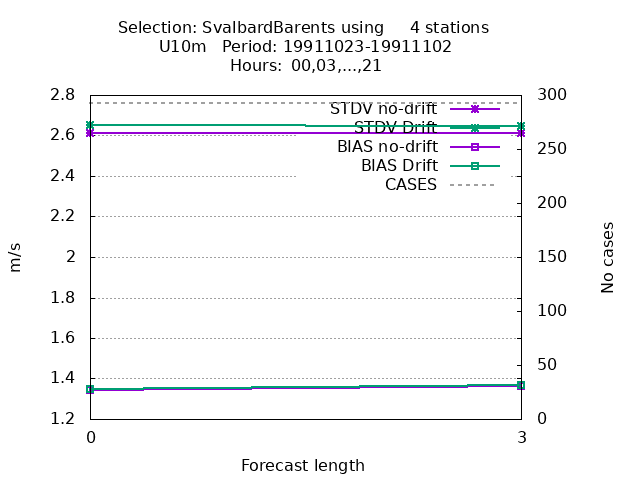 Selection: SvalbardBarents using     4 stations
U10m   Period: 19911023-19911102
Hours:  00,03,...,21
2.8
2.6
2.4
2.2
2
1.8
1.6
1.4
1.2
300
250
200
150
100
50
0
STDV no-drift
STDV Drift
BIAS no-drift
BIAS Drift
CASES
m/s
No cases
0
3
Forecast length